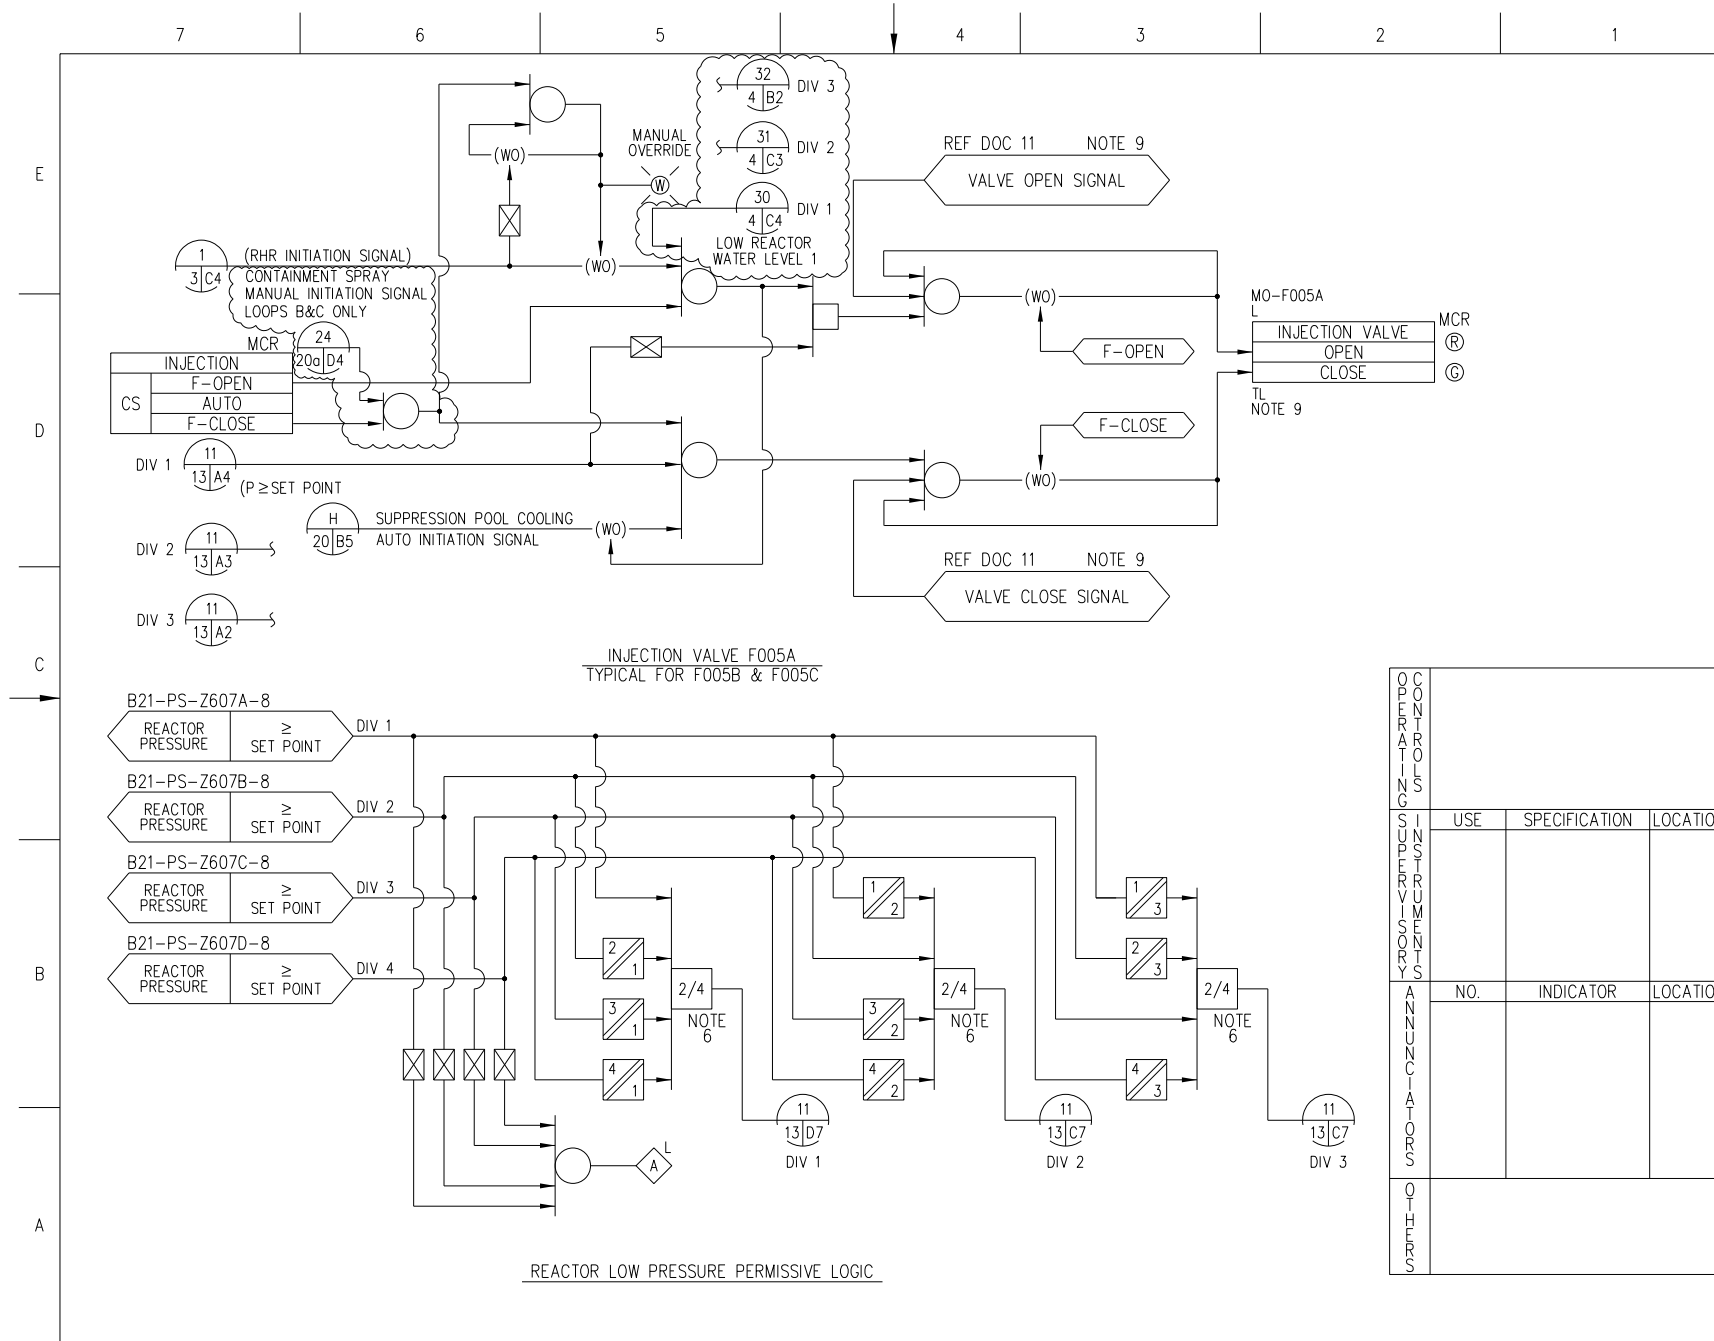 7 6 5 4 3 2 1
E
D
C
B
A
32
4 B2
DIV 3
31
4 C3
DIV 2
30
4 C4
DIV 1
LOW REACTOR
WATER LEVEL 1
MANUAL
OVERRIDE
W
(WO)
(WO)
1
3 C4
(RHR INITIATION SIGNAL)
CONTAINMENT SPRAY
MANUAL INITIATION SIGNAL
LOOPS B&C ONLY
MCR
24
20a D4
INJECTION
CS
F-OPEN
AUTO
F-CLOSE
DIV 1
11
13 A4
(P ≥SET POINT
H
20 B5
SUPPRESSION POOL COOLING
AUTO INITIATION SIGNAL
(WO)
DIV 2
11
13 A3
DIV 3
11
13 A2
REF DOC 11 NOTE 9
VALVE OPEN SIGNAL
(WO)
F-OPEN
F-CLOSE
(WO)
REF DOC 11 NOTE 9
VALVE CLOSE SIGNAL
MO-F005A
L
INJECTION VALVE
OPEN
CLOSE
MCR
R
G
TL
NOTE 9
INJECTION VALVE F005A
TYPICAL FOR F005B & F005C
B21-PS-Z607A-8
REACTOR
PRESSURE
≥
SET POINT
DIV 1
B21-PS-Z607B-8
REACTOR
PRESSURE
≥
SET POINT
DIV 2
B21-PS-Z607C-8
REACTOR
PRESSURE
≥
SET POINT
DIV 3
B21-PS-Z607D-8
REACTOR
PRESSURE
≥
SET POINT
DIV 4
2 1
3 1
4 1
2/4
NOTE
6
11
13 D7
DIV 1
1 2
3 2
4 2
2/4
NOTE
6
11
13 C7
DIV 2
1 3
2 3
4 3
2/4
NOTE
6
11
13 C7
DIV 3
A
L
REACTOR LOW PRESSURE PERMISSIVE LOGIC
OPERATING
CONTROLS
SUPERVISORY
INSTRUMENTS
USE SPECIFICATION LOCATIO
ANNUNCIATORS
NO. INDICATOR LOCATIO
OTHERS